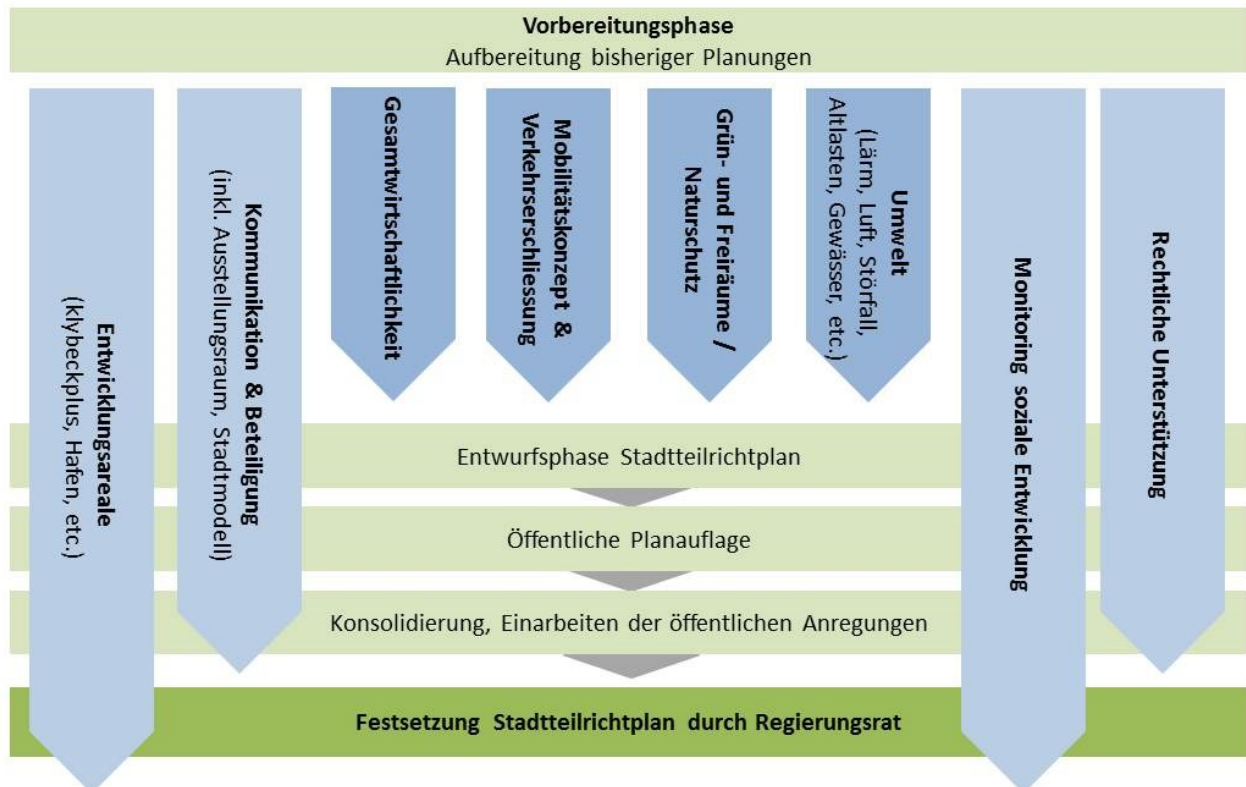 Vorbereitungsphase
Aufbereitung bisheriger Planungen
Entwicklungsareale
(klybeckplus, Hafen, etc.)
Kommunikation & Beteiligung
(inkl. Ausstellungsraum, Stadtmodell)
Gesamtwirtschaftlichkeit
Mobilitätskonzept &
Verkehrserschliessung
Grün- und Freiräume /
Naturschutz
Umwelt
(Lärm, Luft, Störfall,
Altlasten, Gewässer, etc.)
Monitoring soziale Entwicklung
Rechtliche Unterstützung
Entwurfsphase Stadtteilrichtplan
Öffentliche Planauflage
Konsolidierung, Einarbeiten der öffentlichen Anregungen
Festsetzung Stadtteilrichtplan durch Regierungsrat